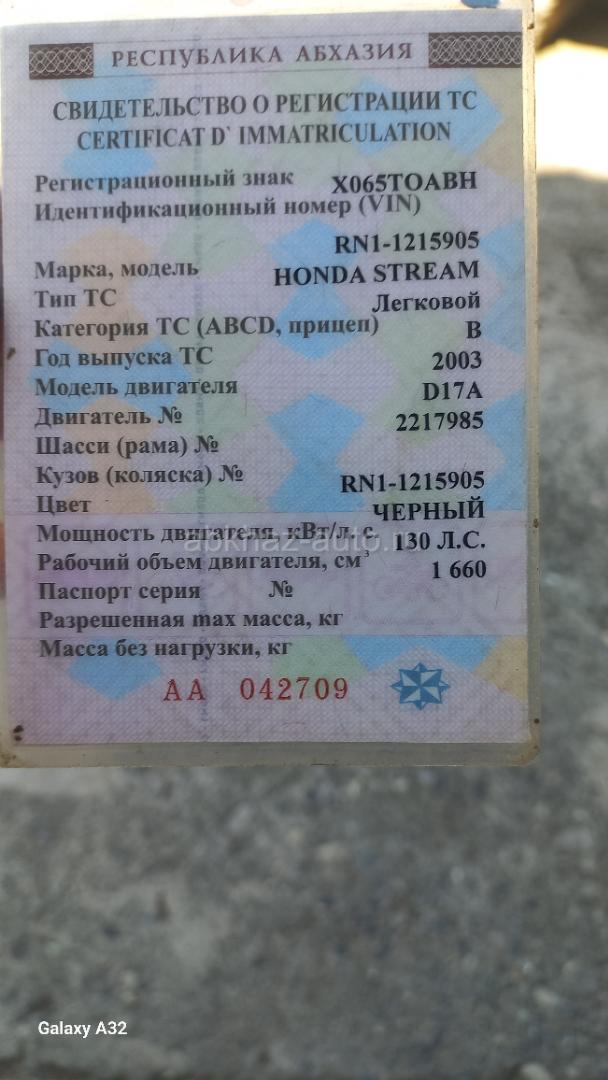 РЕСПУБЛИКА АБХАЗИЯ
СВИДЕТЕЛЬСТВО О РЕГИСТРАЦИИ ТС
CERTIFICAT D` IMMATRICULATION
Регистрационный знак X065TOABH
Идентификационный номер (VIN)
RN1-1215905
Марка, модель HONDA STREAM
Тип ТС Легковой
Категория ТС (ABCD, прицеп) B
Год выпуска ТС 2003
Модель двигателя D17A
Двигатель № 2217985
Шасси (рама) №
Кузов (коляска) № RN1-1215905
Цвет ЧЕРНЫЙ
Мощность двигателя, кВт/л. с. 130 Л.С.
Рабочий объем двигателя, см³ 1 660
Паспорт серия №
Разрешенная max масса, кг
Масса без нагрузки, кг
АА 042709
Galaxy A32